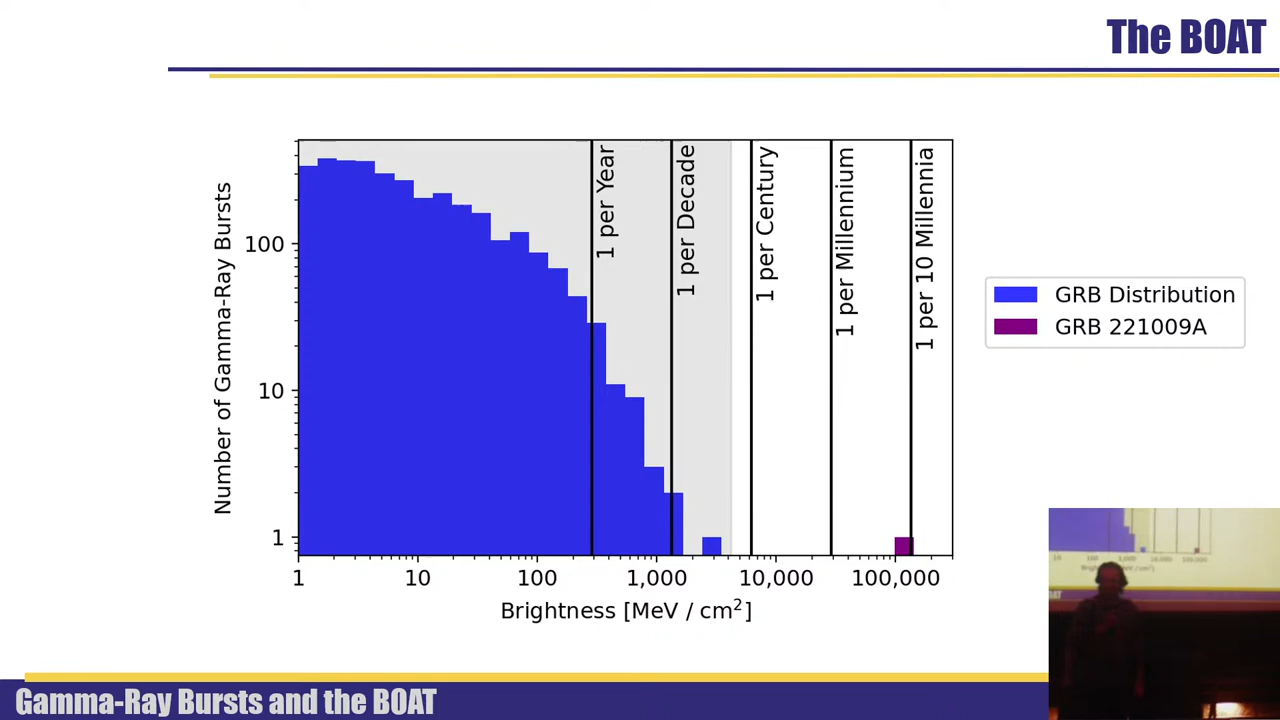 The BOAT
1 per Year
1 per Decade
1 per Century
1 per Millennium
1 per 10 Millennia
Number of Gamma-Ray Bursts
100
10
1
1 10 100 1,000 10,000 100,000
Brightness [MeV / cm²]
GRB Distribution
GRB 221009A
Gamma-Ray Bursts and the BOAT